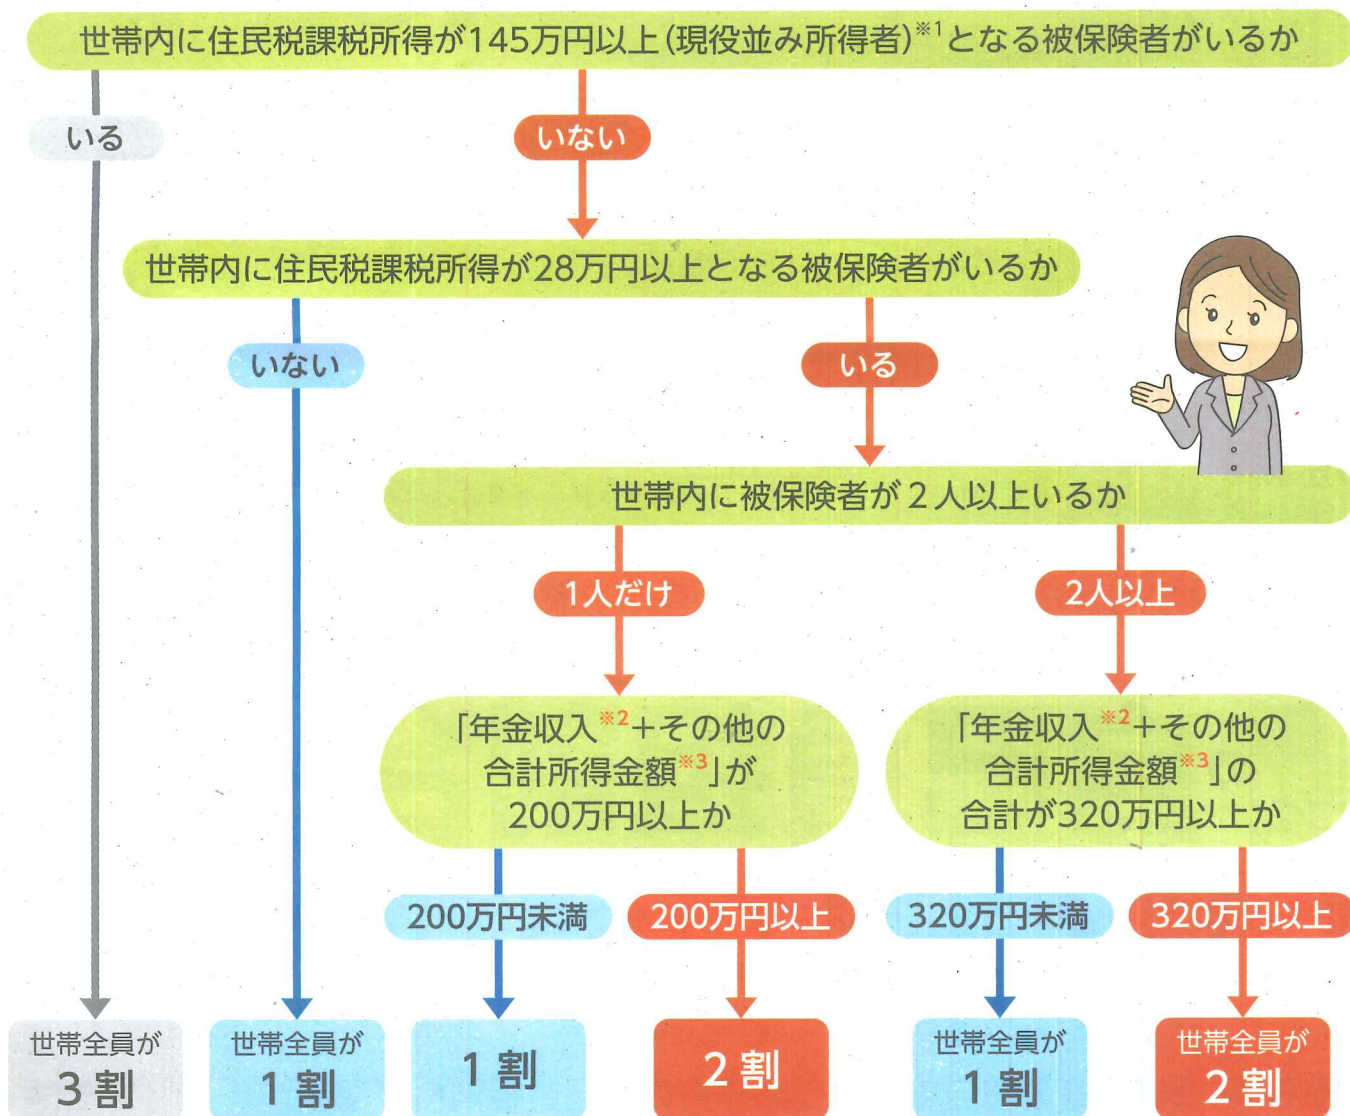 世帯内に住民税課税所得が145万円以上(現役並み所得者)※1となる被保険者がいるか
いる
いない
世帯内に住民税課税所得が28万円以上となる被保険者がいるか
いない
いる
世帯内に被保険者が2人以上いるか
1人だけ
2人以上
「年金収入※2+その他の
合計所得金額※3」が
200万円以上か
「年金収入※2+その他の
合計所得金額※3」の
合計が320万円以上か
200万円未満
200万円以上
320万円未満
320万円以上
世帯全員が
3割
世帯全員が
1割
1割
2割
世帯全員が
1割
世帯全員が
2割